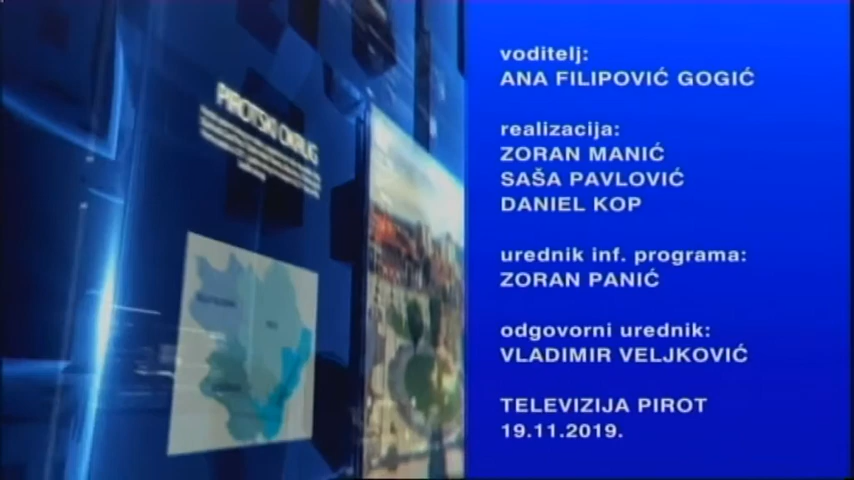 PIROTSKI OKRUG
voditelj:
ANA FILIPOVIĆ GOGIĆ
realizacija:
ZORAN MANIĆ
SAŠA PAVLOVIĆ
DANIEL KOP
urednik inf. programa:
ZORAN PANIĆ
odgovorni urednik:
VLADIMIR VELJKOVIĆ
TELEVIZIJA PIROT
19.11.2019.